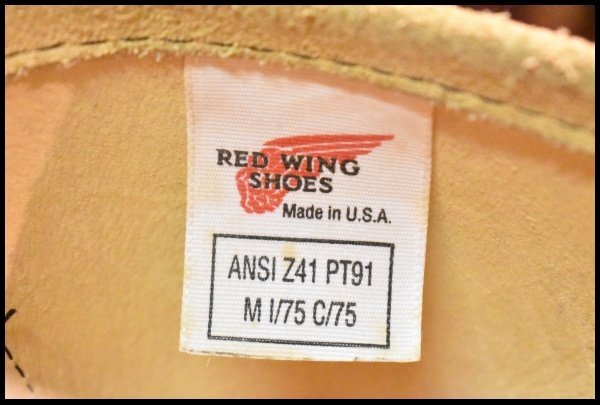 RED WING
SHOES
Made in U.S.A.
ANSI Z41 PT91
M I/75 C/75